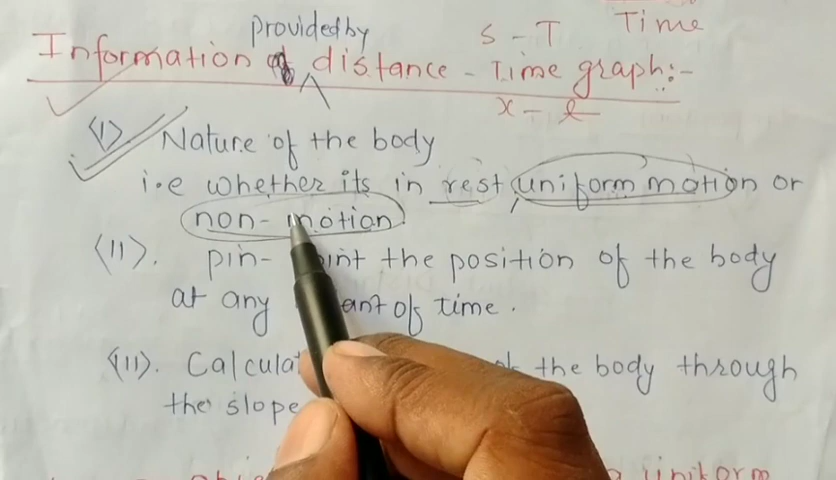 provided by
S - T Time
Information of distance - Time graph:-
x - t
(I) Nature of the body
i.e whether its in rest, uniform motion or
non- motion
(II). pin- the position of the body
at any of time.
(III). the body through
the slope
uniform